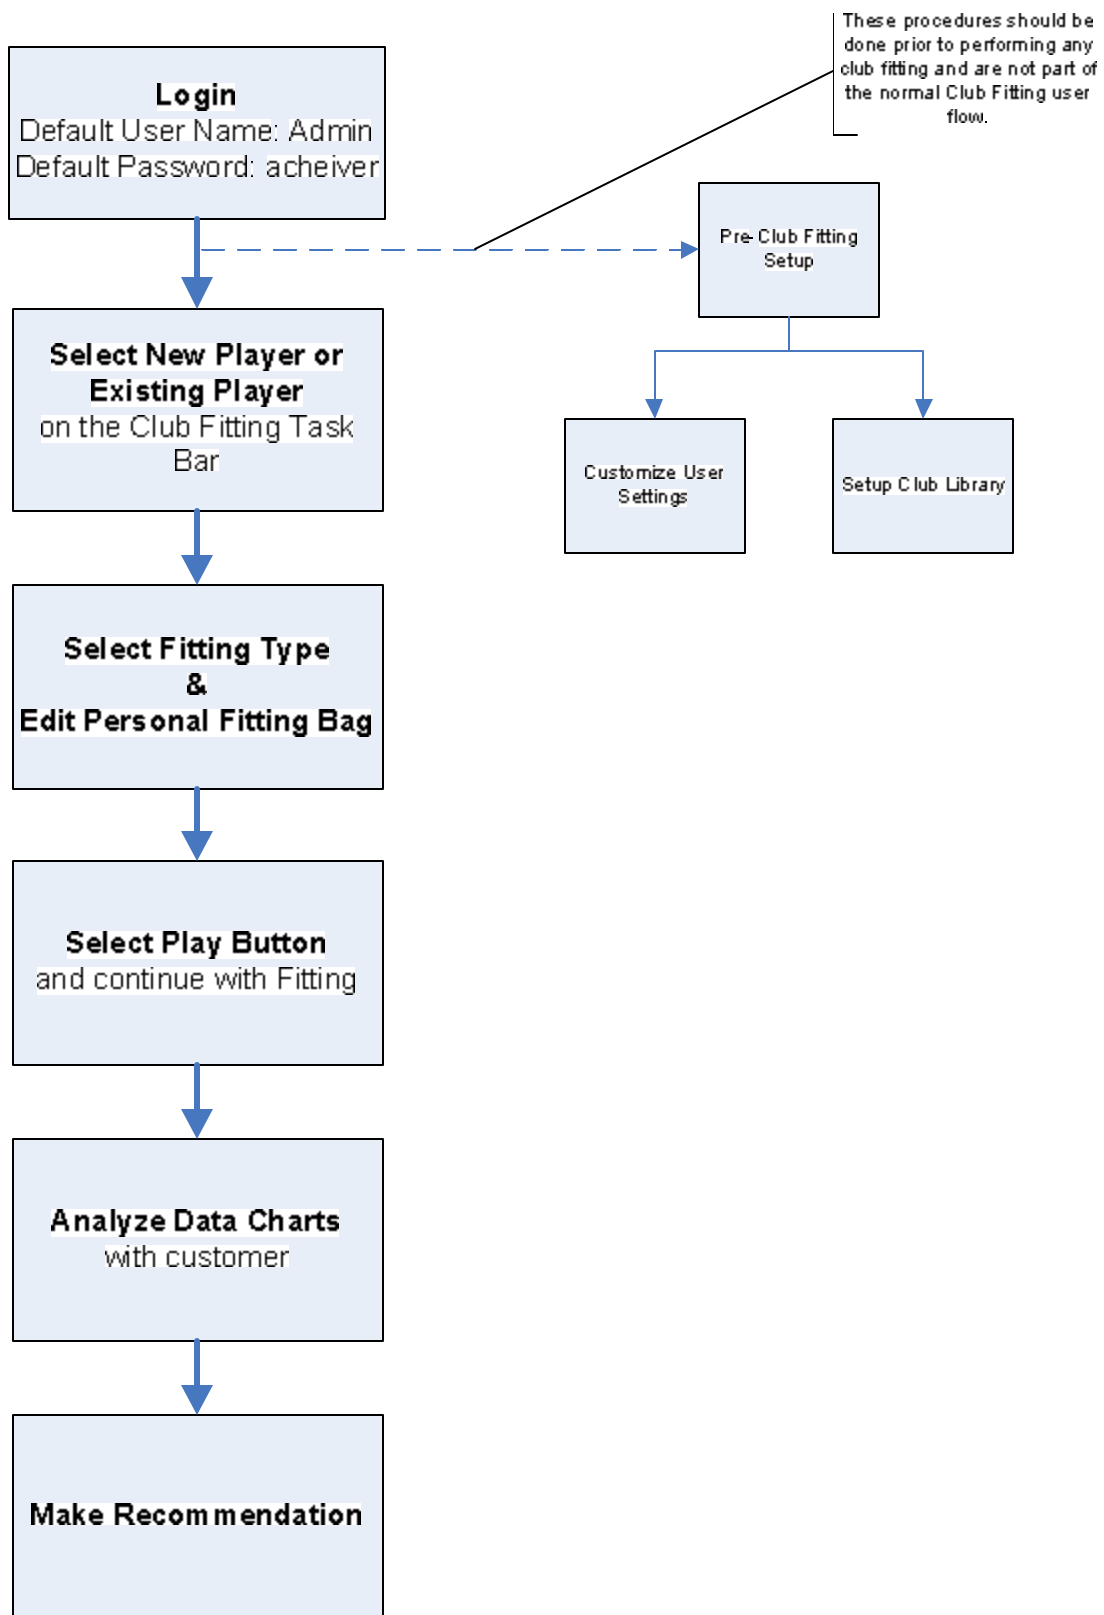 These procedures should be
done prior to performing any
club fitting and are not part of
the normal Club Fitting user
flow.
Login
Default User Name: Admin
Default Password: acheiver
Pre-Club Fitting
Setup
Select New Player or
Existing Player
on the Club Fitting Task
Bar
Customize User
Settings
Setup Club Library
Select Fitting Type
&
Edit Personal Fitting Bag
Select Play Button
and continue with Fitting
Analyze Data Charts
with customer
Make Recommendation